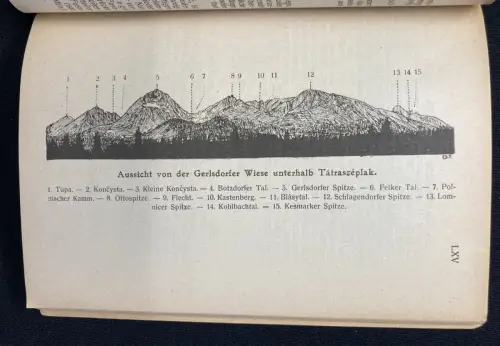 1 2 3 4 5 6 7 8 9 10 11 12 13 14 15
Aussicht von der Gerlsdorfer Wiese unterhalb Tátraszéplak.
1. Tupa. — 2. Končysta. — 3. Kleine Končysta. — 4. Botzdorfer Tal. — 5. Gerlsdorfer Spitze. — 6. Felker Tal. — 7. Pol-
nischer Kamm. — 8. Ottospitze. — 9. Flecht. — 10. Kastenberg. — 11. Blásytal. — 12. Schlagendorfer Spitze. — 13. Lom-
nicer Spitze. — 14. Kohlbachtal. — 15. Kesmarker Spitze.
LXV